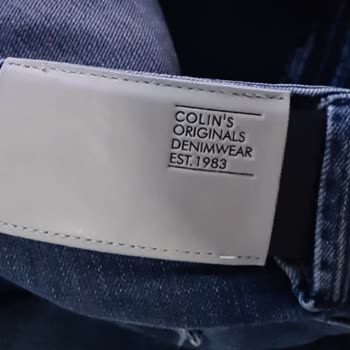 COLIN'S
ORIGINALS
DENIMWEAR
EST.1983